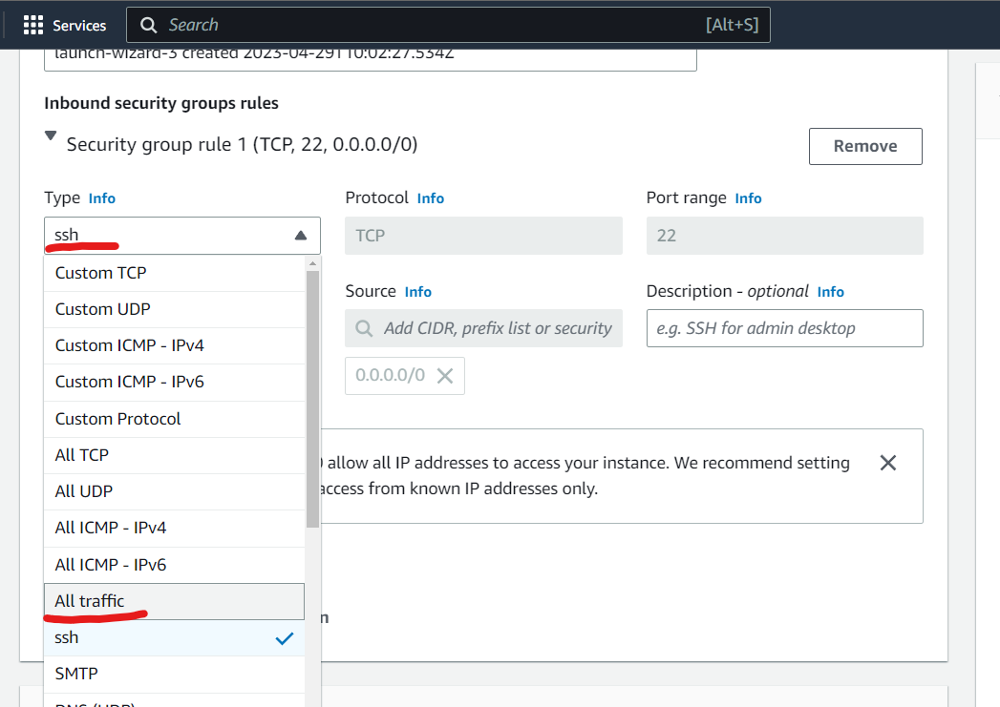 Services Search [Alt+S]
launch-wizard-3 created 2023-04-29T10:02:27.534Z
Inbound security groups rules
Security group rule 1 (TCP, 22, 0.0.0.0/0)
Remove
Type Info
Protocol Info
Port range Info
ssh
TCP
22
Custom TCP
Custom UDP
Custom ICMP - IPv4
Custom ICMP - IPv6
Custom Protocol
All TCP
All UDP
All ICMP - IPv4
All ICMP - IPv6
All traffic
ssh
SMTP
DNS (UDP)
Source Info
Description - optional Info
Add CIDR, prefix list or security
e.g. SSH for admin desktop
0.0.0.0/0
allow all IP addresses to access your instance. We recommend setting
access from known IP addresses only.